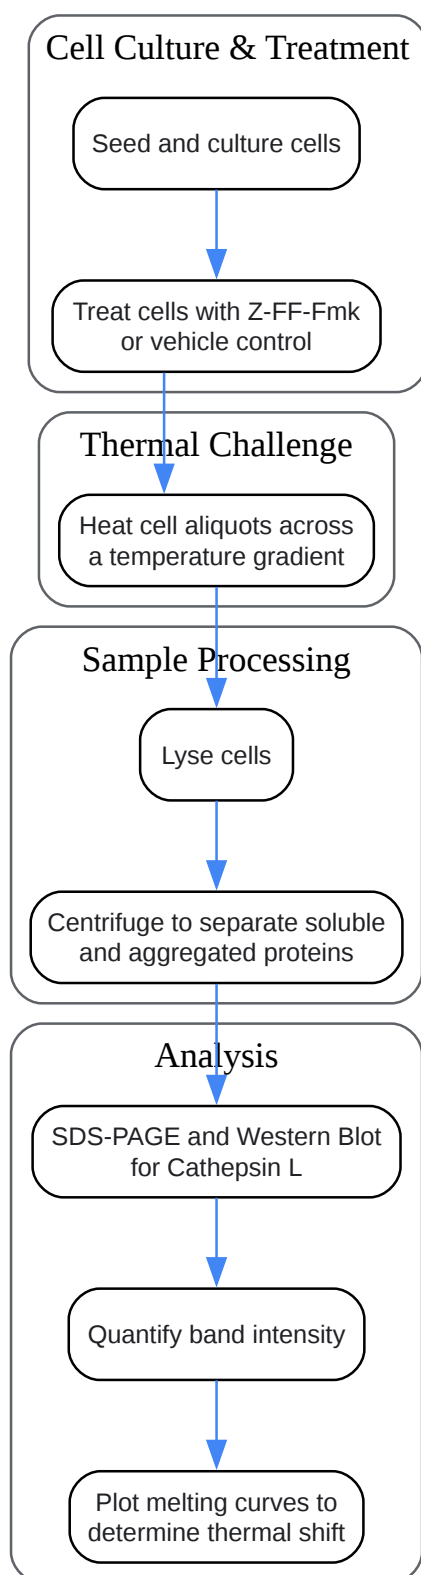 Cell Culture & Treatment
Seed and culture cells
Treat cells with Z-FF-Fmk
or vehicle control
Thermal Challenge
Heat cell aliquots across
a temperature gradient
Sample Processing
Lyse cells
Centrifuge to separate soluble
and aggregated proteins
Analysis
SDS-PAGE and Western Blot
for Cathepsin L
Quantify band intensity
Plot melting curves to
determine thermal shift